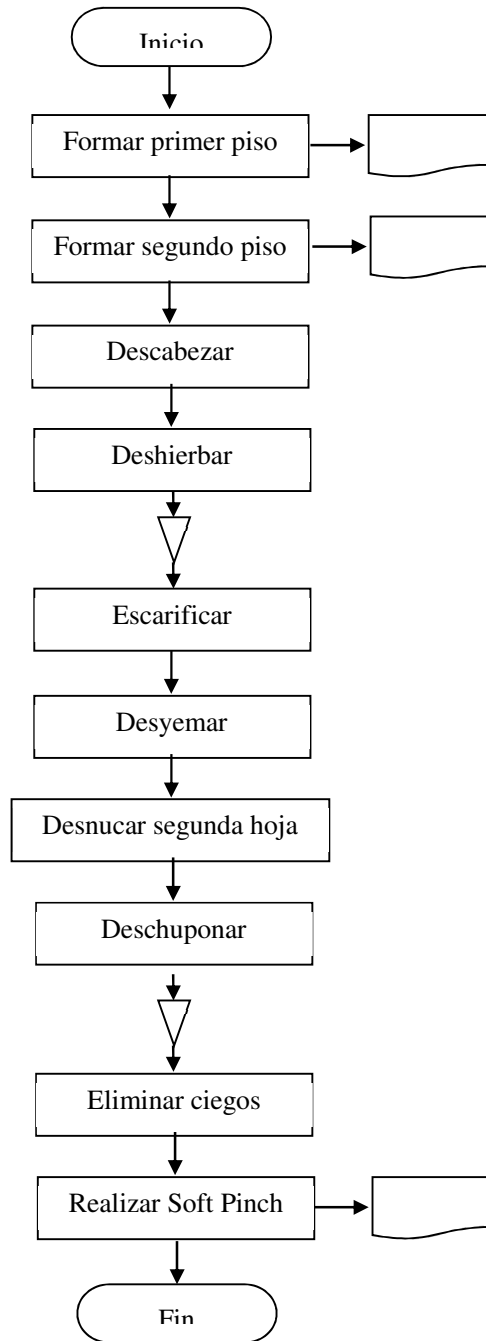 Inicio
Formar primer piso
Formar segundo piso
Descabezar
Deshierbar
Escarificar
Desyemar
Desnucar segunda hoja
Deschuponar
Eliminar ciegos
Realizar Soft Pinch
Fin